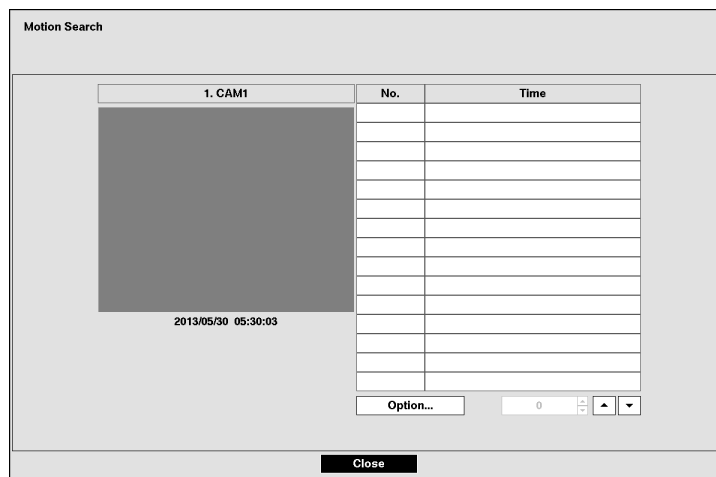 Motion Search
1. CAM1
No.
Time
2013/05/30 05:30:03
Option...
0
Close